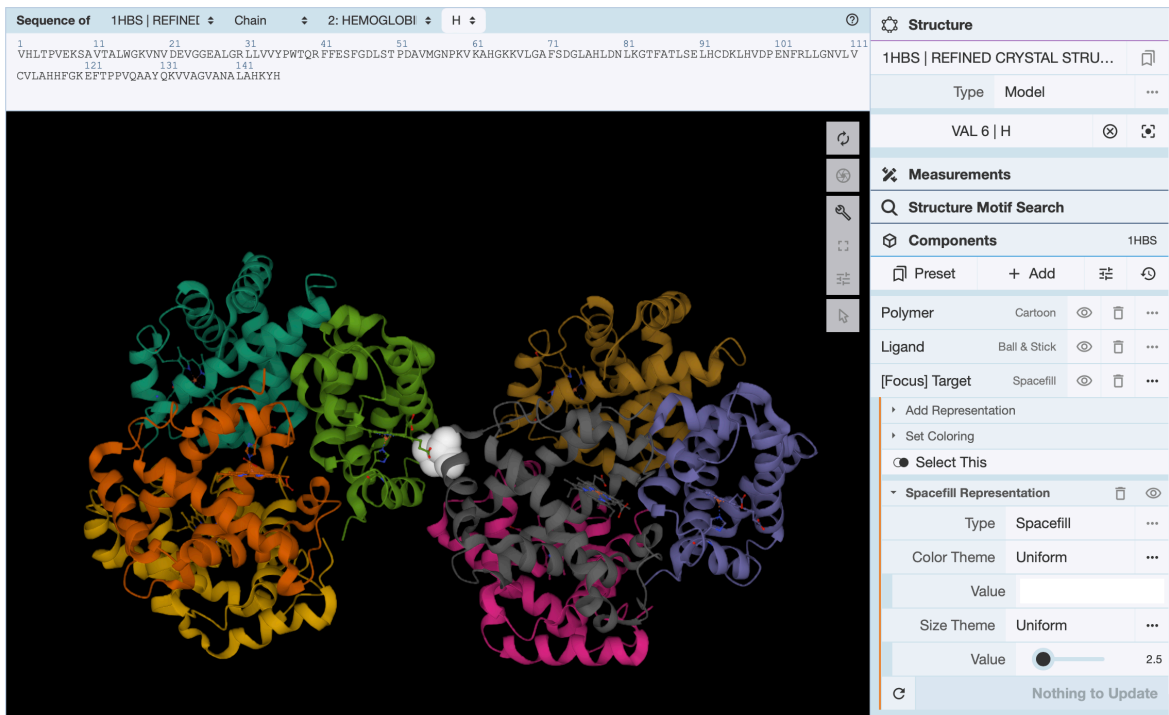 Sequence of 1HBS | REFINEI Chain 2: HEMOGLOBI H
1 11 21 31 41 51 61 71 81 91 101 111
VHLTPVEKSAVTALWGKVNVDEVGGEALGRLLVVYPWTQRFFESFGDLSTPDAVMGNPKVKAHGKKVLGAFSDGLAHLDNLKGTFATLSELHCDKLHVDPENFRLLGNVLV
121 131 141
CVLAHHFGKEFTPPVQAAYQKVVAGVANALAHKYH
Structure
1HBS | REFINED CRYSTAL STRU...
Type Model
VAL 6 | H
Measurements
Structure Motif Search
Components 1HBS
Preset + Add
Polymer Cartoon
Ligand Ball & Stick
[Focus] Target Spacefill
Add Representation
Set Coloring
Select This
Spacefill Representation
Type Spacefill
Color Theme Uniform
Value
Size Theme Uniform
Value 2.5
Nothing to Update